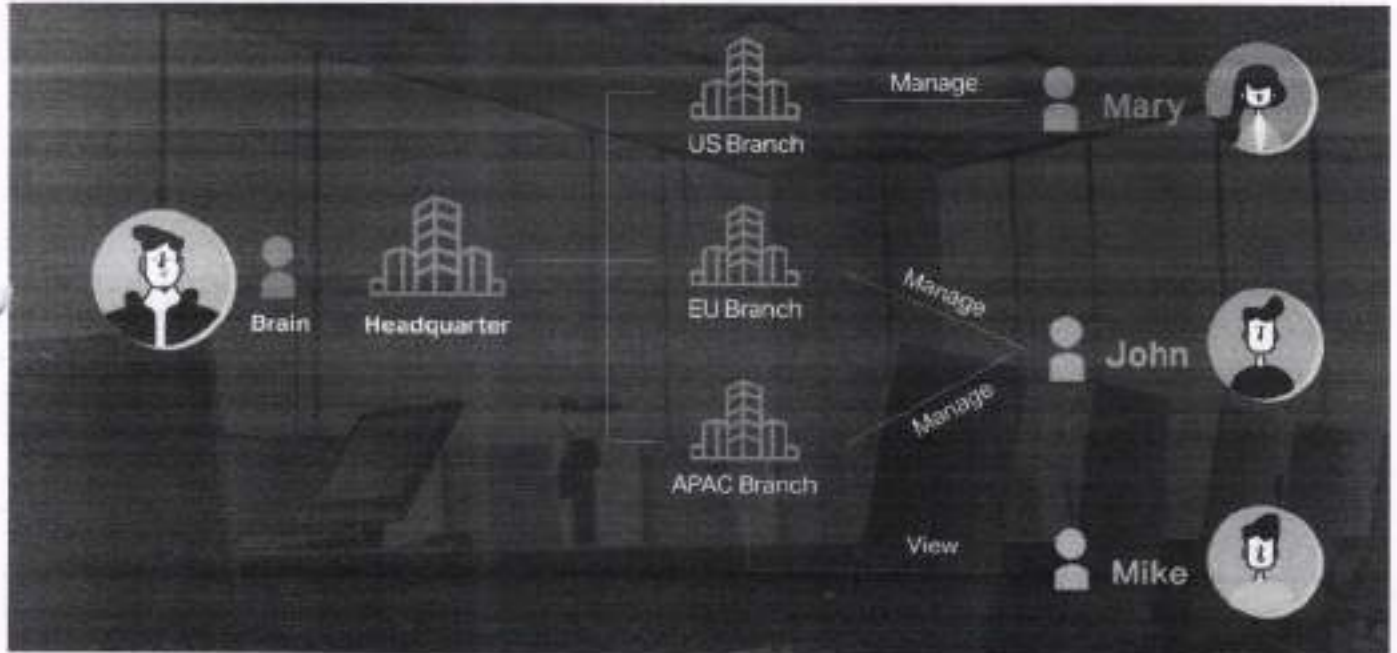 US Branch
Manage
Mary
Brain
Headquarter
EU Branch
Manage
John
APAC Branch
Manage
View
Mike